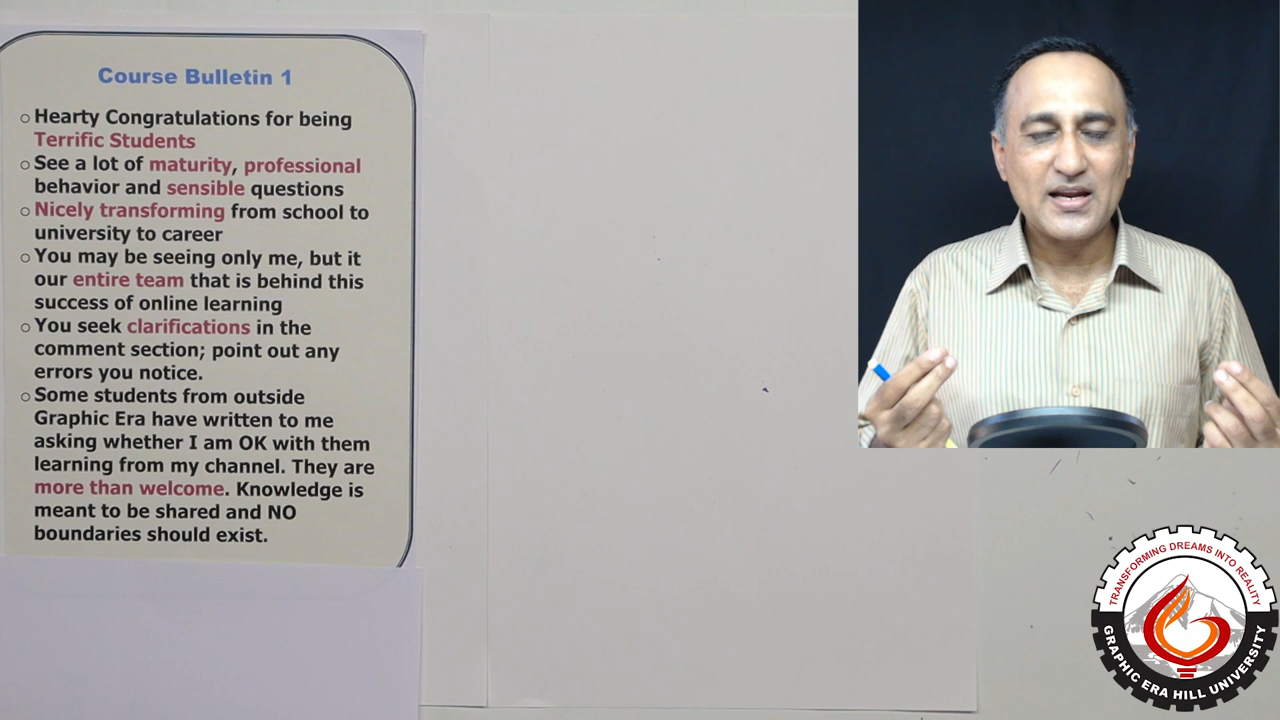 Course Bulletin 1
Hearty Congratulations for being
Terrific Students
See a lot of maturity, professional
behavior and sensible questions
Nicely transforming from school to
university to career
You may be seeing only me, but it
our entire team that is behind this
success of online learning
You seek clarifications in the
comment section; point out any
errors you notice.
Some students from outside
Graphic Era have written to me
asking whether I am OK with them
learning from my channel. They are
more than welcome. Knowledge is
meant to be shared and NO
boundaries should exist.
TRANSFORMING DREAMS INTO REALITY
GRAPHIC ERA HILL UNIVERSITY